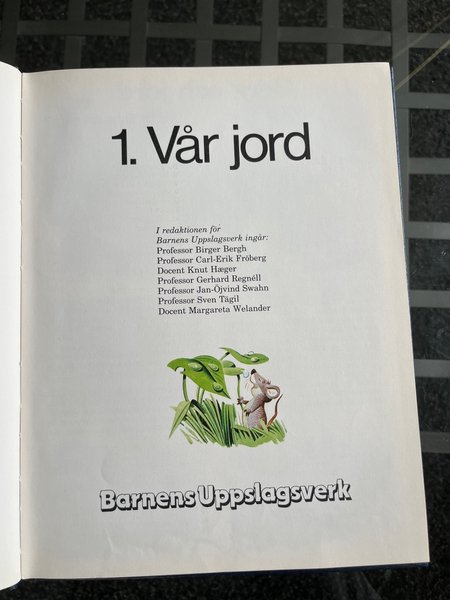 1. Vår jord
I redaktionen för
Barnens Uppslagsverk ingår:
Professor Birger Bergh
Professor Carl-Erik Fröberg
Docent Knut Hæger
Professor Gerhard Regnéll
Professor Jan-Öjvind Swahn
Professor Sven Tägil
Docent Margareta Welander
Barnens Uppslagsverk